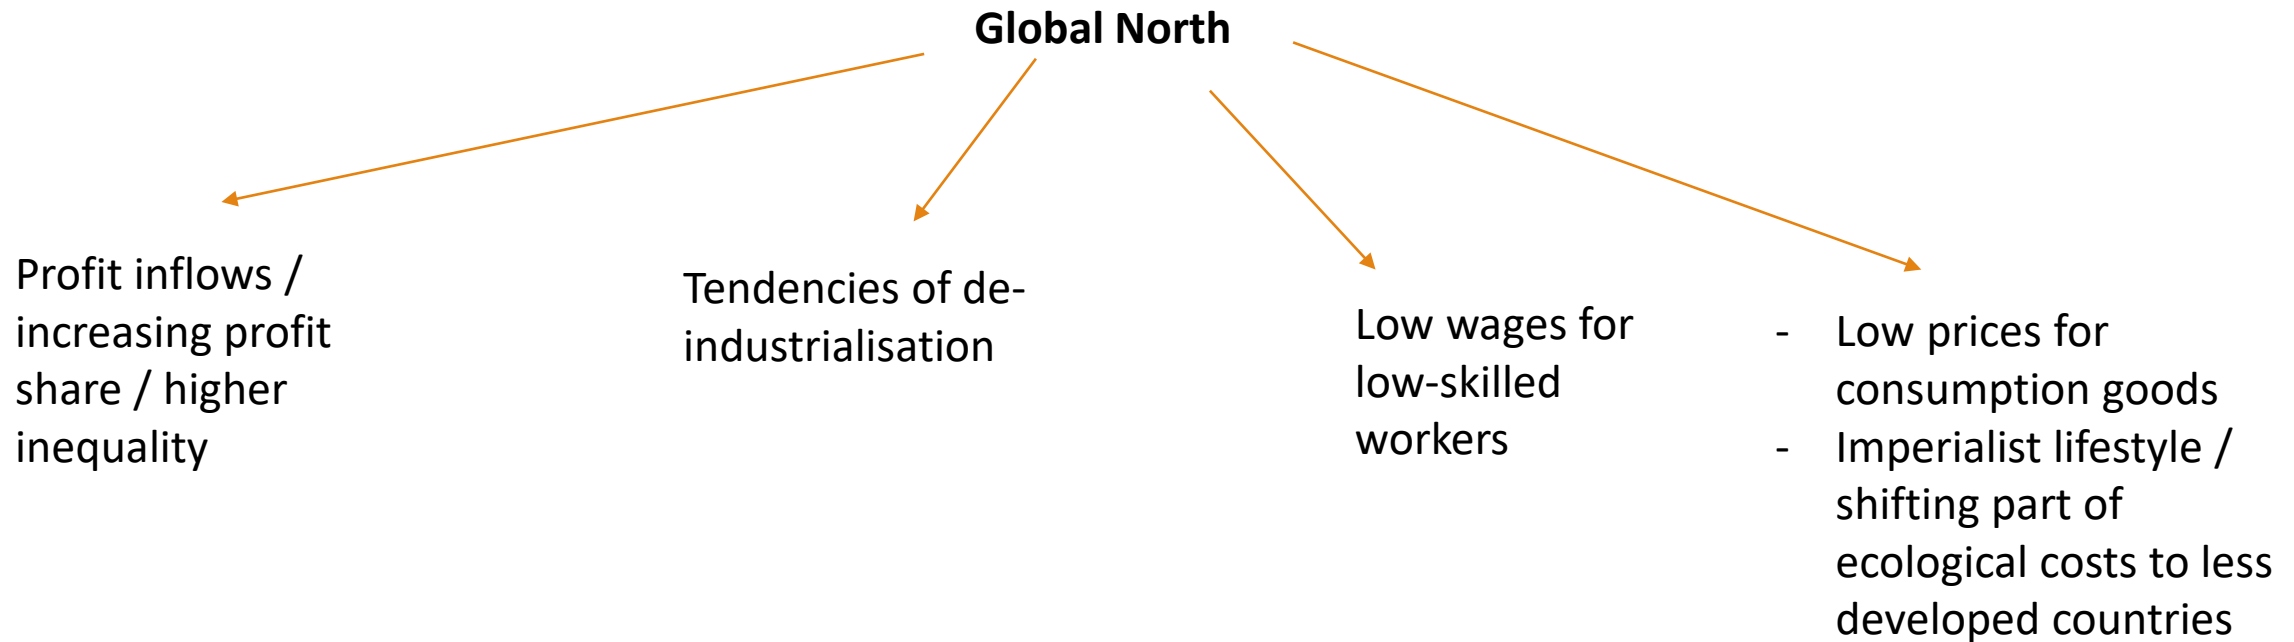 Global North
Profit inflows /
increasing profit
share / higher
inequality
Tendencies of de-
industrialisation
Low wages for
low-skilled
workers
- Low prices for
consumption goods
- Imperialist lifestyle /
shifting part of
ecological costs to less
developed countries